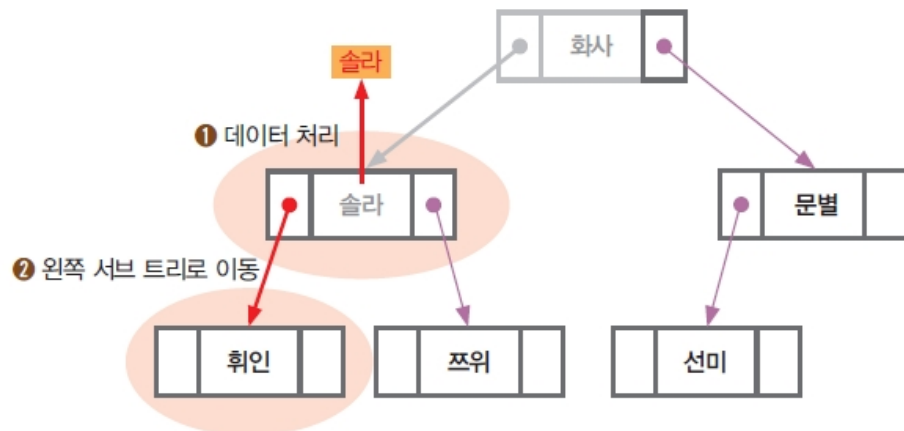 화사
솔라
❶ 데이터 처리
솔라
문별
❷ 왼쪽 서브 트리로 이동
휘인
쯔위
선미